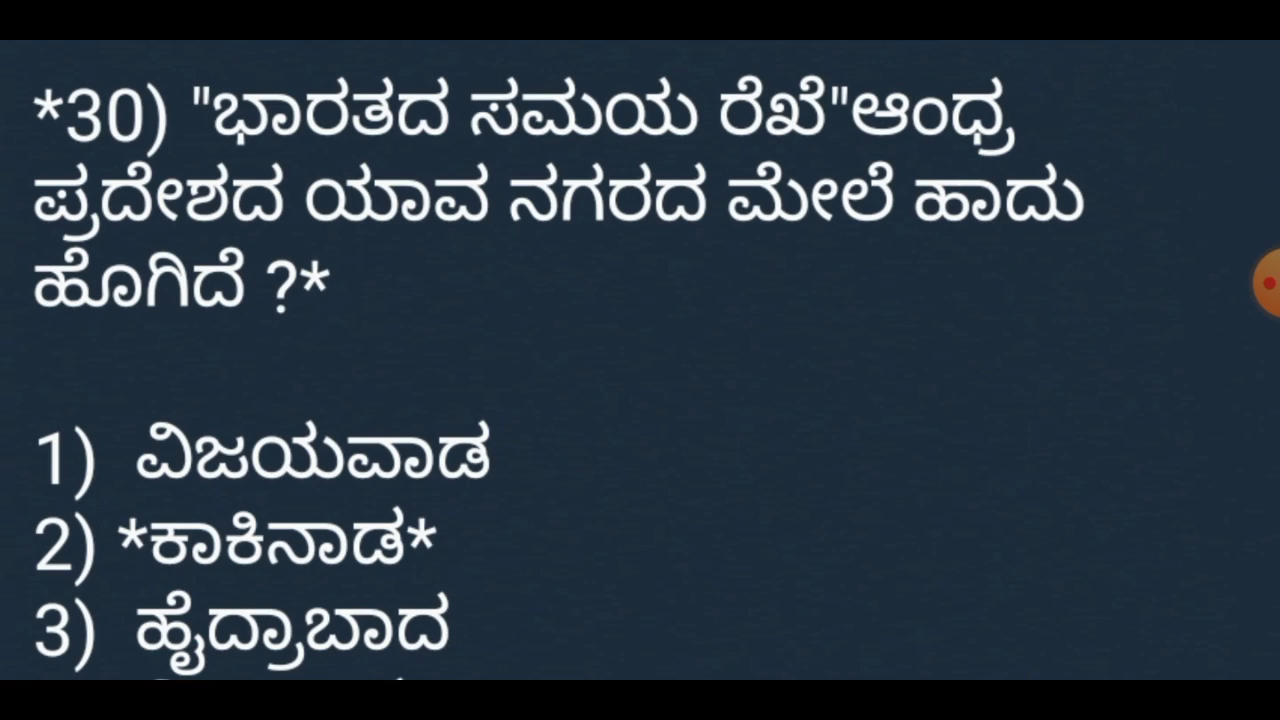 *30) "ಭಾರತದ ಸಮಯ ರೆಖೆ"ಆಂಧ್ರ
ಪ್ರದೇಶದ ಯಾವ ನಗರದ ಮೇಲೆ ಹಾದು
ಹೊಗಿದೆ ?*
1) ವಿಜಯವಾಡ
2) *ಕಾಕಿನಾಡ*
3) ಹೈದ್ರಾಬಾದ